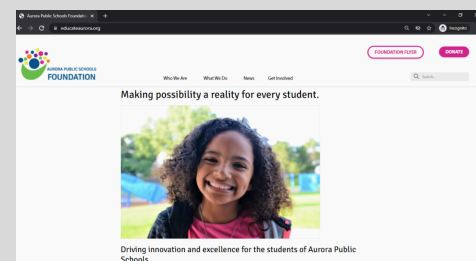 Aurora Public Schools Foundation
educateaurora.org
Incognito
FOUNDATION FLYER
DONATE
AURORA PUBLIC SCHOOLS
FOUNDATION
Who We Are
What We Do
News
Get Involved
Search...
Making possibility a reality for every student.
Driving innovation and excellence for the students of Aurora Public
Schools